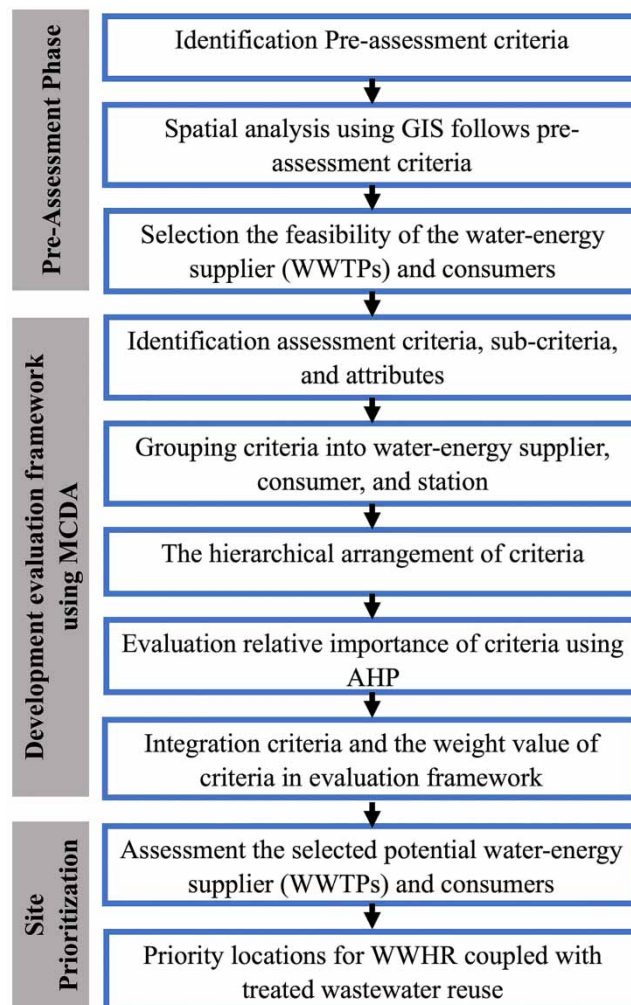 Pre-Assessment Phase
Identification Pre-assessment criteria
Spatial analysis using GIS follows pre-
assessment criteria
Selection the feasibility of the water-energy
supplier (WWTPs) and consumers
Development evaluation framework
using MCDA
Identification assessment criteria, sub-criteria,
and attributes
Grouping criteria into water-energy supplier,
consumer, and station
The hierarchical arrangement of criteria
Evaluation relative importance of criteria using
AHP
Integration criteria and the weight value of
criteria in evaluation framework
Site
Prioritization
Assessment the selected potential water-energy
supplier (WWTPs) and consumers
Priority locations for WWHR coupled with
treated wastewater reuse